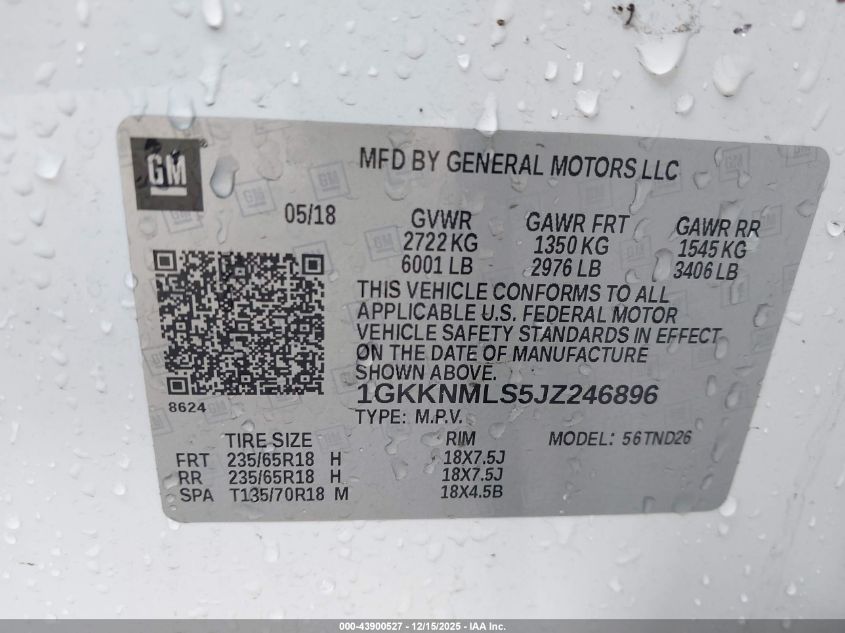 GM ®
MFD BY GENERAL MOTORS LLC
05/18 GVWR GAWR FRT GAWR RR
2722 KG 1350 KG 1545 KG
6001 LB 2976 LB 3406 LB
THIS VEHICLE CONFORMS TO ALL
APPLICABLE U.S. FEDERAL MOTOR
VEHICLE SAFETY STANDARDS IN EFFECT
ON THE DATE OF MANUFACTURE
SHOWN ABOVE.
1GKKNMLS5JZ246896
8624
TYPE: M.P.V.
TIRE SIZE RIM MODEL: 56TND26
FRT 235/65R18 H 18X7.5J
RR 235/65R18 H 18X7.5J
SPA T135/70R18 M 18X4.5B
000-43900527 - 12/15/2025 - IAA Inc.